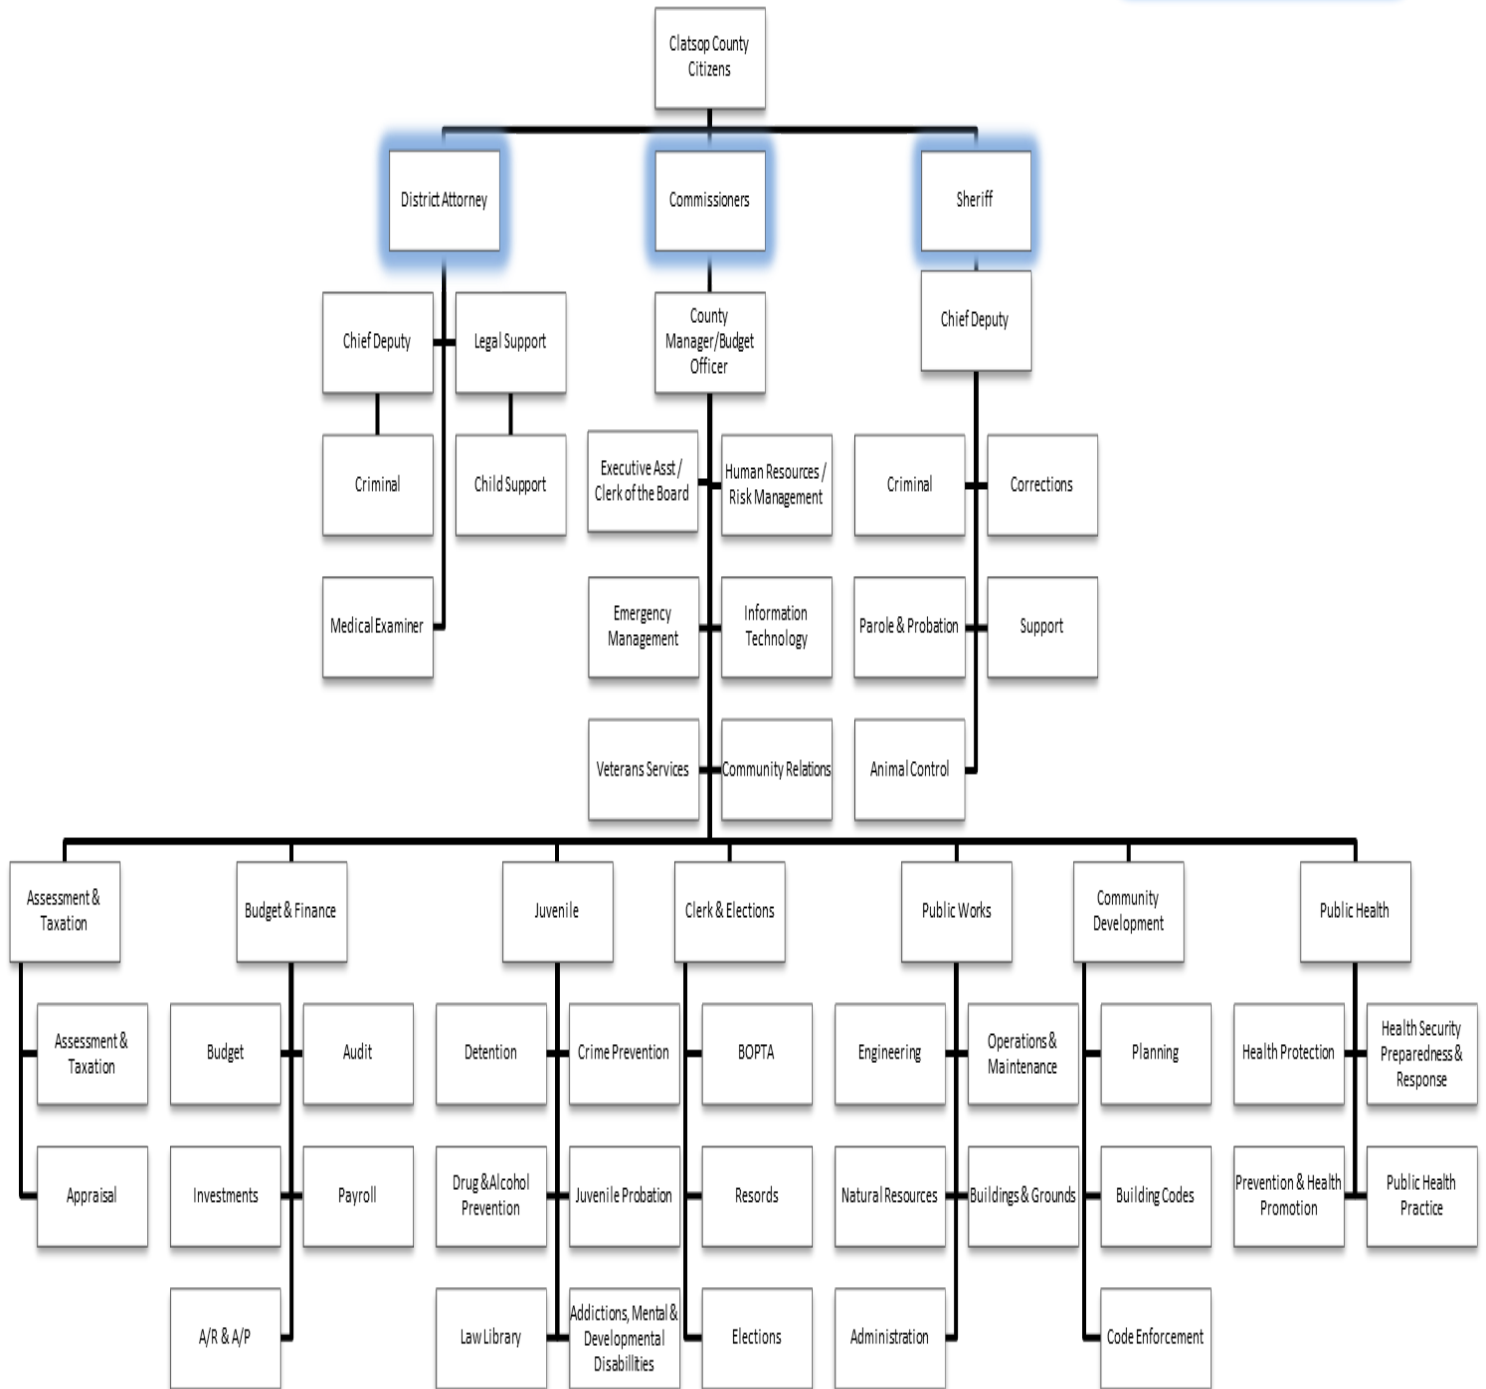 Clatsop County
Citizens
District Attorney
Commissioners
Sheriff
Chief Deputy
Legal Support
County
Manager/Budget
Officer
Chief Deputy
Criminal
Child Support
Executive Asst /
Clerk of the Board
Human Resources /
Risk Management
Criminal
Corrections
Medical Examiner
Emergency
Management
Information
Technology
Parole & Probation
Support
Veterans Services
Community Relations
Animal Control
Assessment &
Taxation
Budget & Finance
Juvenile
Clerk & Elections
Public Works
Community
Development
Public Health
Assessment &
Taxation
Budget
Audit
Detention
Crime Prevention
BOPTA
Engineering
Operations &
Maintenance
Planning
Health Protection
Health Security
Preparedness &
Response
Appraisal
Investments
Payroll
Drug & Alcohol
Prevention
Juvenile Probation
Resords
Natural Resources
Buildings & Grounds
Building Codes
Prevention & Health
Promotion
Public Health
Practice
A/R & A/P
Law Library
Addictions, Mental &
Developmental
Disabillities
Elections
Administration
Code Enforcement